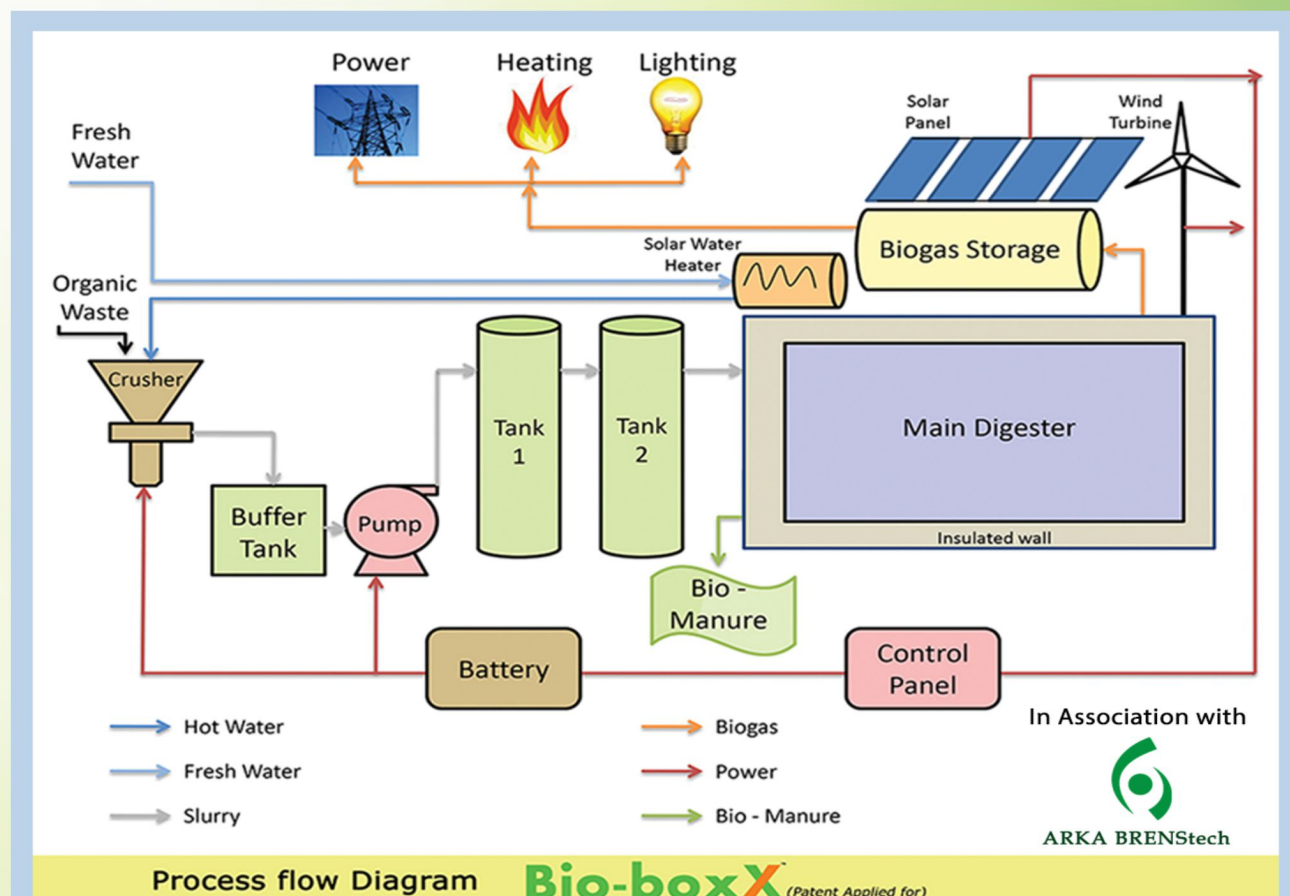 Power
Heating
Lighting
Solar
Panel
Wind
Turbine
Fresh
Water
Solar Water
Heater
Biogas Storage
Organic
Waste
Crusher
Tank
1
Tank
2
Main Digester
Buffer
Tank
Pump
Insulated wall
Bio -
Manure
Battery
Control
Panel
In Association with
Hot Water
Biogas
Fresh Water
Power
Slurry
Bio - Manure
ARKA BRENStech
Process flow Diagram Bio-boxX™ (Patent Applied for)